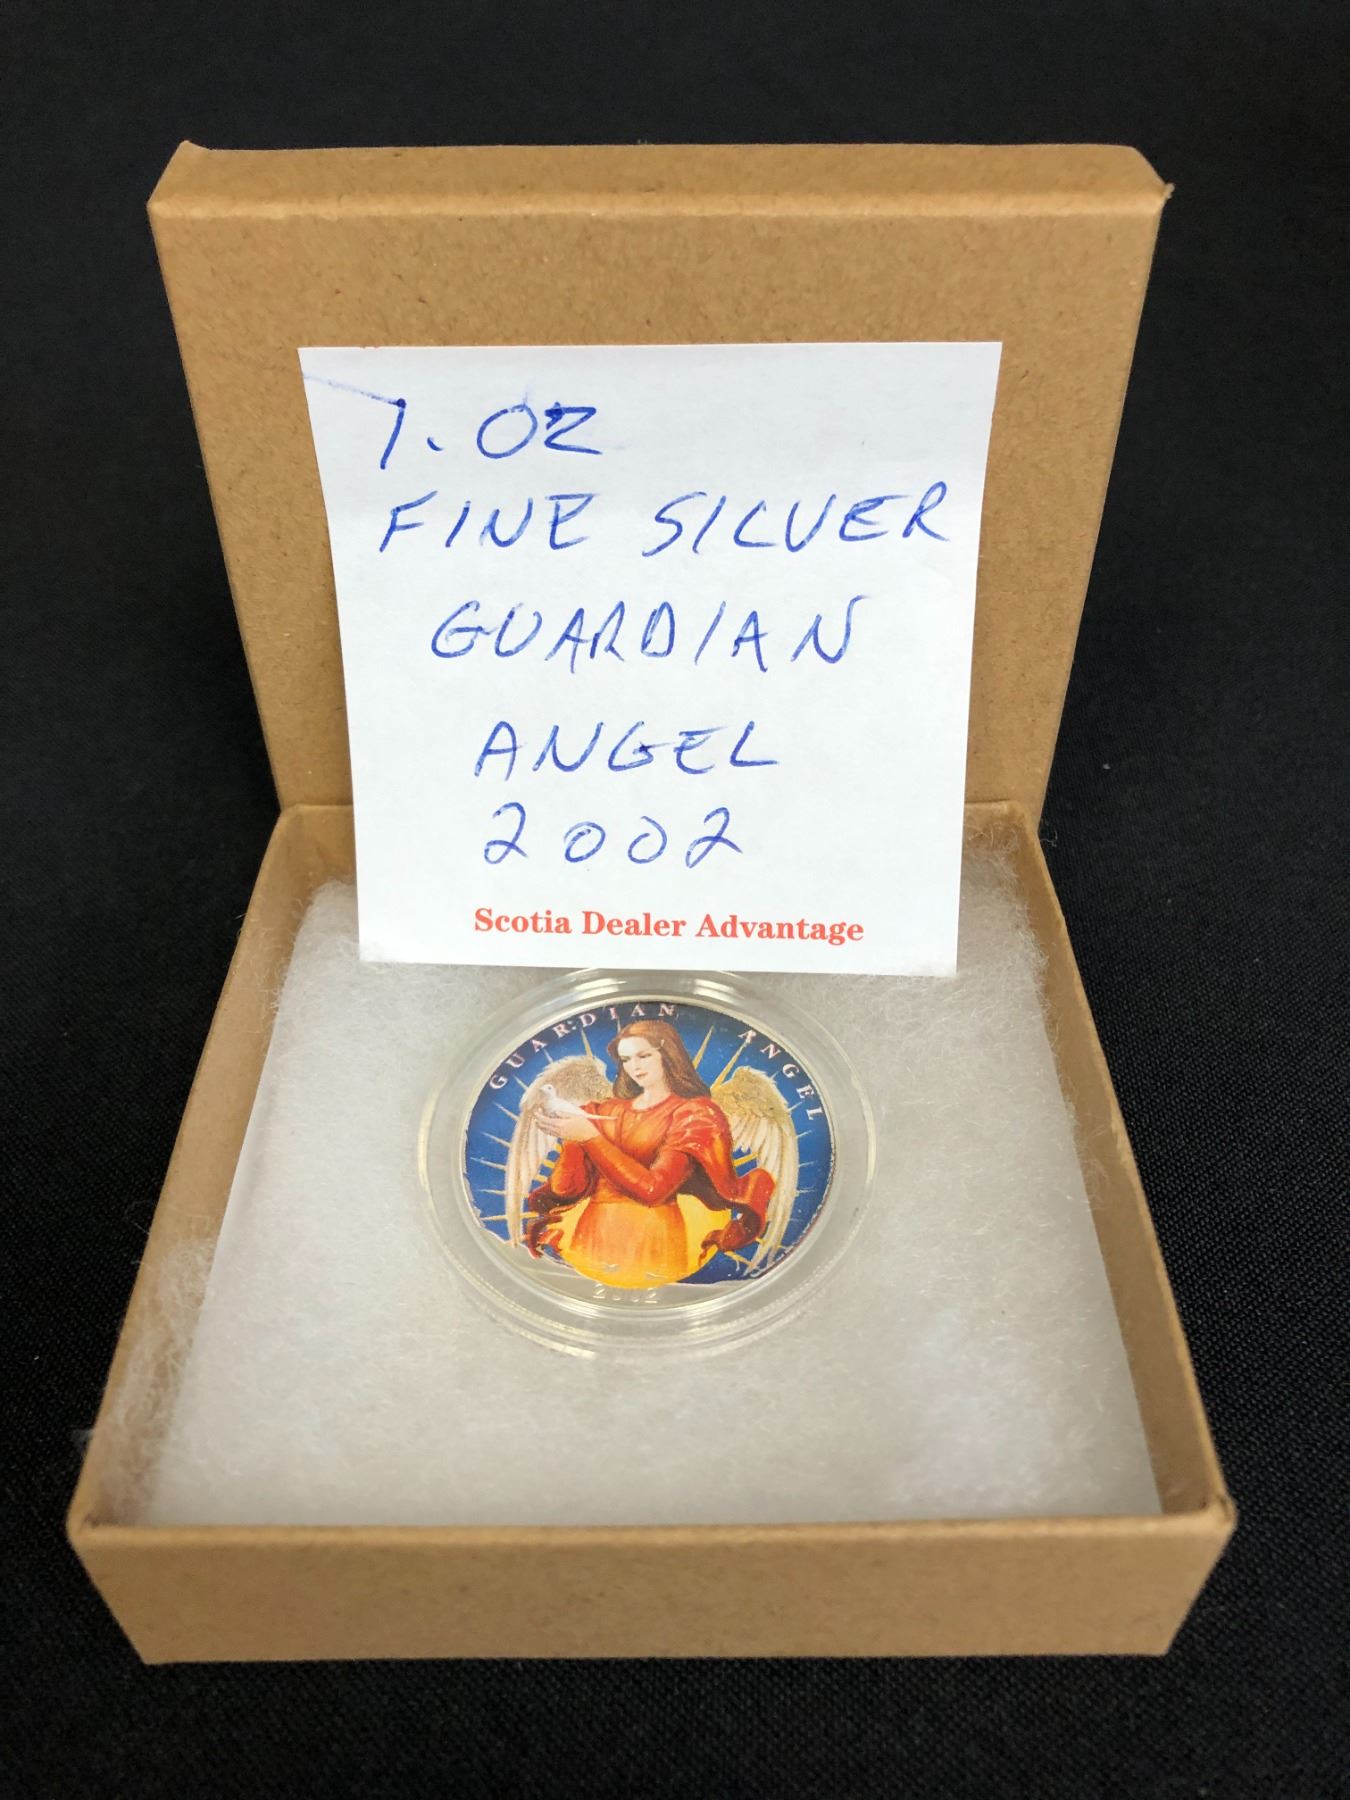 1. OZ
FINE SILVER
GUARDIAN
ANGEL
2002
Scotia Dealer Advantage
GUARDIAN ANGEL
2002